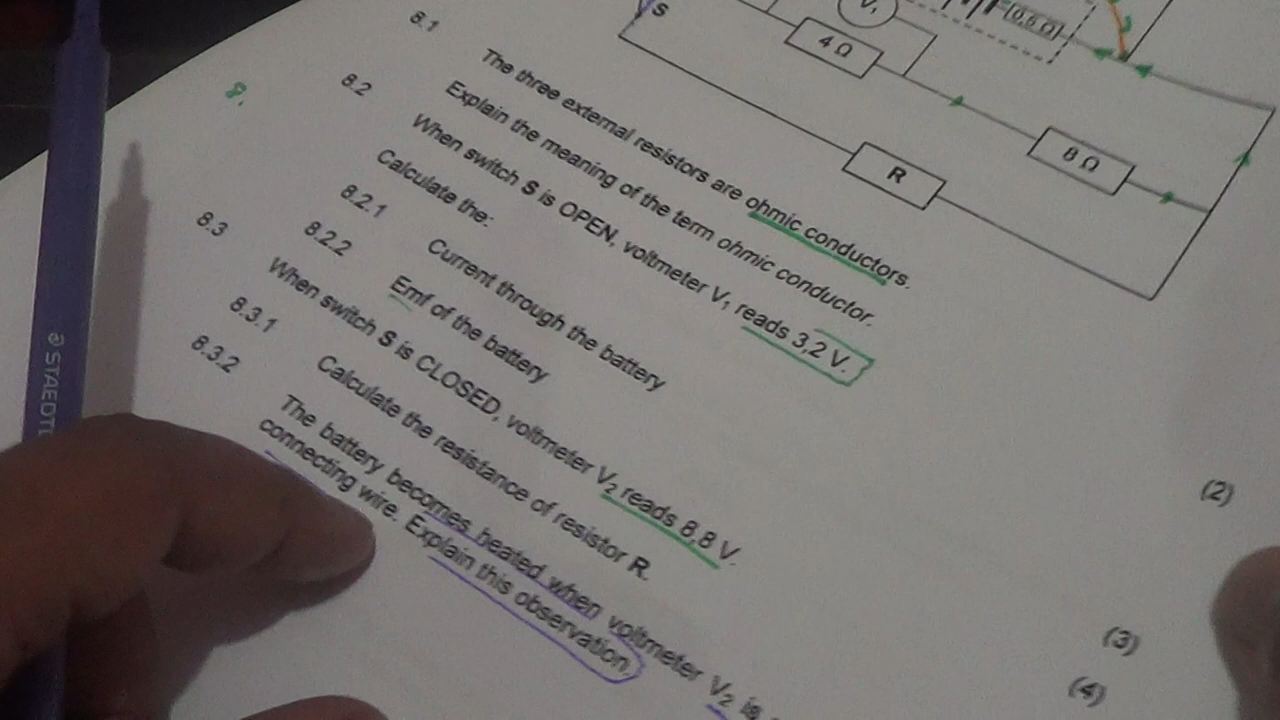 V₁
0,5 Ω
S
4 Ω
8 Ω
R
8.
8.1 The three external resistors are ohmic conductors.
Explain the meaning of the term ohmic conductor. (2)
8.2 When switch S is OPEN, voltmeter V₁ reads 3,2 V.
Calculate the:
8.2.1 Current through the battery (3)
8.2.2 Emf of the battery (4)
8.3 When switch S is CLOSED, voltmeter V₂ reads 8,8 V.
8.3.1 Calculate the resistance of resistor R.
8.3.2 The battery becomes heated when voltmeter V₂ is
connecting wire. Explain this observation.
STAEDTL